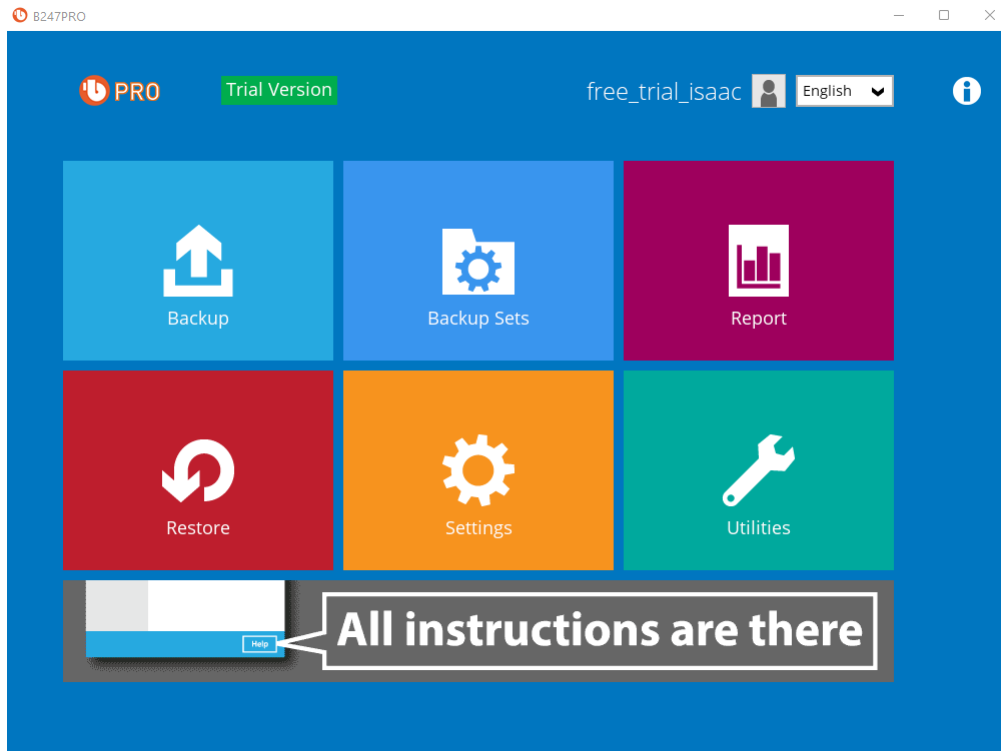 B247PRO
PRO
Trial Version
free_trial_isaac
English
Backup
Backup Sets
Report
Restore
Settings
Utilities
Help
All instructions are there